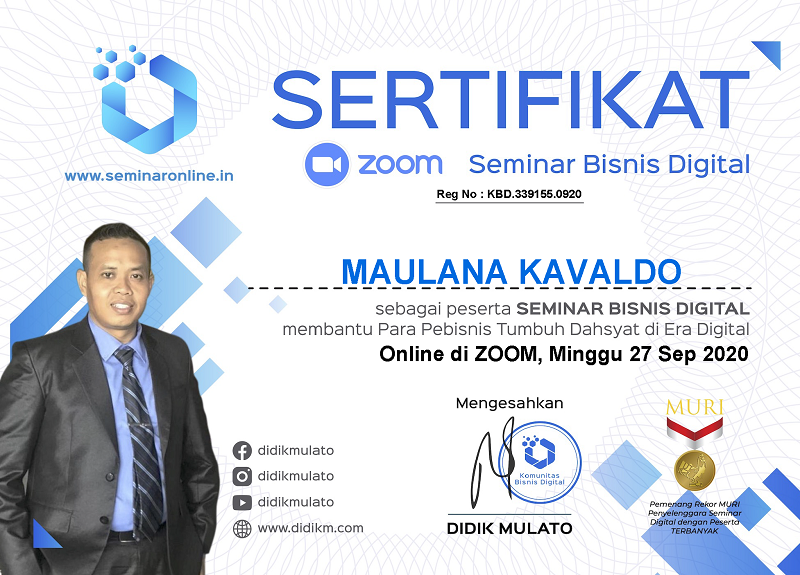 www.seminaronline.in
SERTIFIKAT
zoom Seminar Bisnis Digital
Reg No : KBD.339155.0920
MAULANA KAVALDO
sebagai peserta SEMINAR BISNIS DIGITAL
membantu Para Pebisnis Tumbuh Dahsyat di Era Digital
Online di ZOOM, Minggu 27 Sep 2020
Mengesahkan
Komunitas
Bisnis Digital
DIDIK MULATO
didikmulato
didikmulato
didikmulato
www.didikm.com
MURI
Pemenang Rekor MURI
Penyelenggara Seminar
Digital dengan Peserta
TERBANYAK